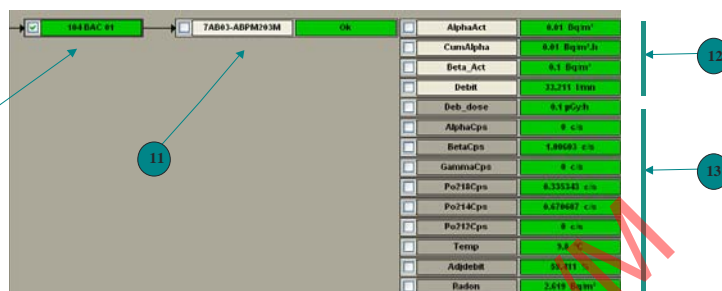 104 BAC 01
7AB03-ABPM203M Ok
AlphaAct 0.01 Bq/m³
CumAlpha 0.01 Bq/m³.h
Beta_Act 0.1 Bq/m³
Debit 33.211 l/mn
Deb_dose 0.1 µGy/h
AlphaCps 0 c/s
BetaCps c/s
GammaCps 0 c/s
Po218Cps 0.335343 c/s
Po214Cps 0.670687 c/s
Po212Cps 0 c/s
Temp °C
Adjdebit
Radon 2.619 Bq/m³
11
12
13
M